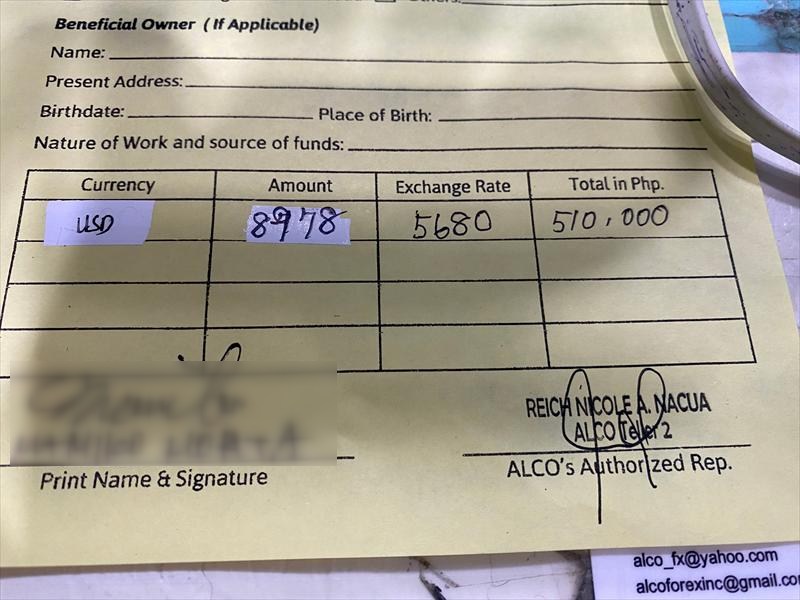 Beneficial Owner ( If Applicable)
Name:
Present Address:
Birthdate: Place of Birth:
Nature of Work and source of funds:
Currency Amount Exchange Rate Total in Php.
USD 8978 5680 510,000
REICH NICOLE A. NACUA
ALCO Teller 2
Print Name & Signature
ALCO's Authorized Rep.
alco_fx@yahoo.com
alcoforexinc@gmail.com